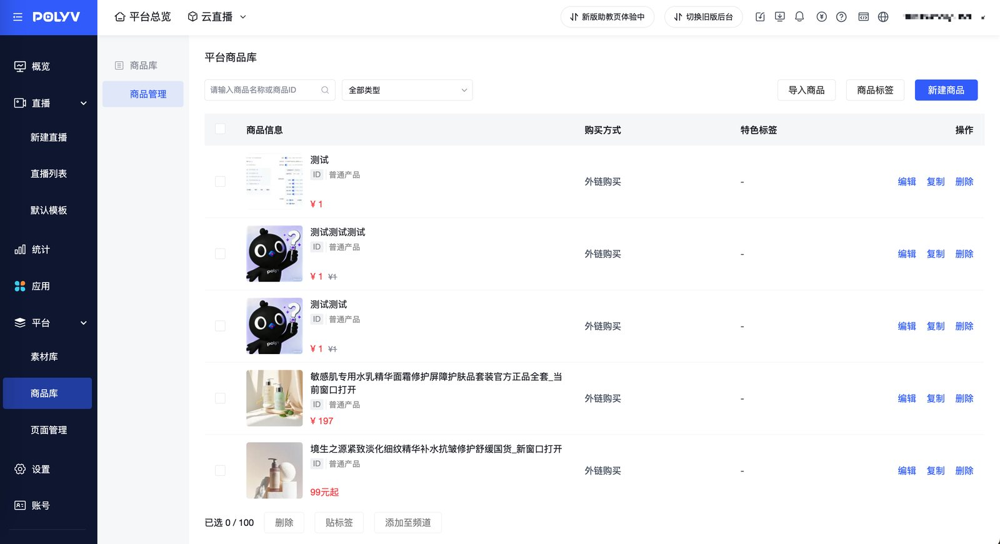 POLYV
平台总览
云直播
新版助教页体验中
切换旧版后台
概览
直播
新建直播
直播列表
默认模板
统计
应用
平台
素材库
商品库
页面管理
设置
账号
商品库
商品管理
平台商品库
请输入商品名称或商品ID
全部类型
导入商品
商品标签
新建商品
商品信息
购买方式
特色标签
操作
测试
ID 普通产品
¥ 1
外链购买
-
编辑 复制 删除
测试测试测试
ID 普通产品
¥ 1 ¥1
外链购买
-
编辑 复制 删除
测试测试
ID 普通产品
¥ 1 ¥1
外链购买
-
编辑 复制 删除
敏感肌专用水乳精华面霜修护屏障护肤品套装官方正品全套_当
前窗口打开
ID 普通产品
¥ 197
外链购买
-
编辑 复制 删除
境生之源紧致淡化细纹精华补水抗皱修护舒缓国货_新窗口打开
ID 普通产品
99元起
外链购买
-
编辑 复制 删除
已选 0 / 100
删除
贴标签
添加至频道